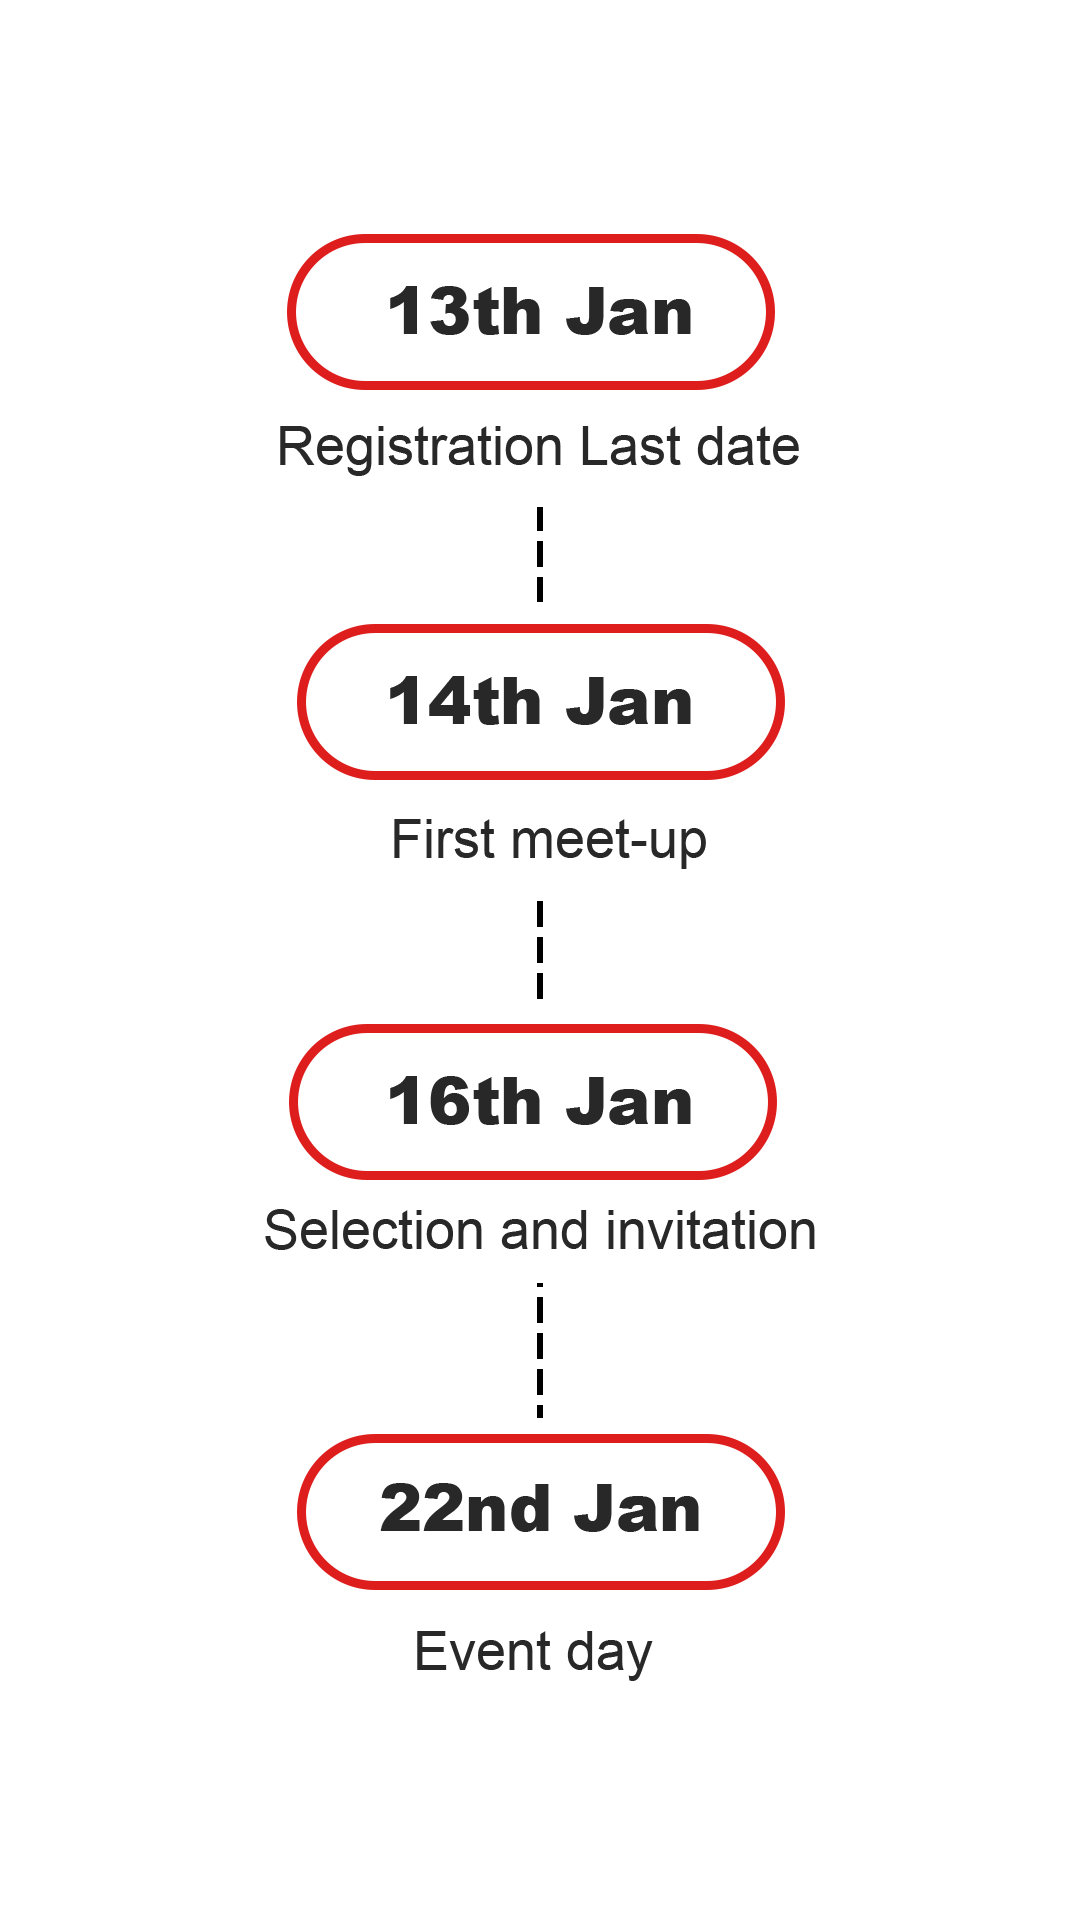 13th Jan
Registration Last date
14th Jan
First meet-up
16th Jan
Selection and invitation
22nd Jan
Event day